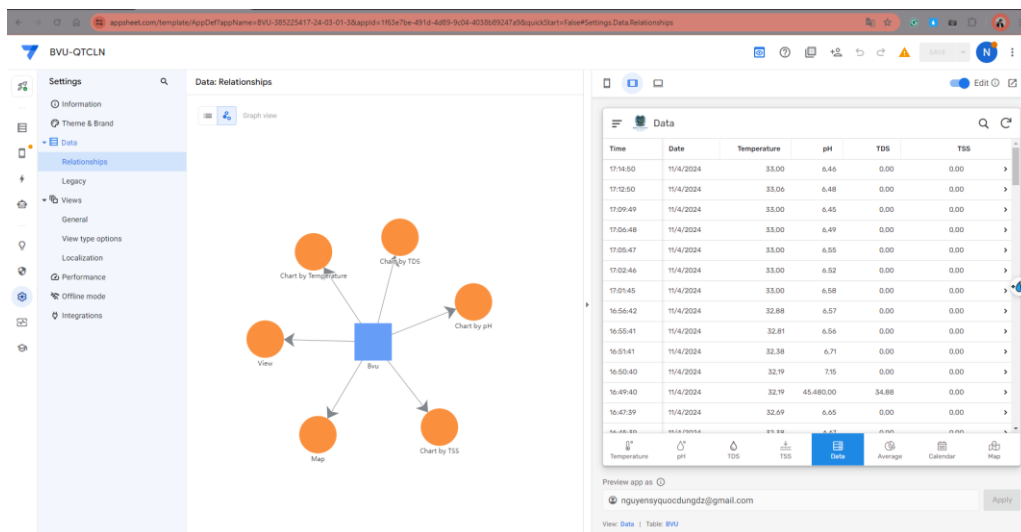 appsheet.com/template/AppDef?appName=BVU-385225417-24-03-01-3&appId=1f63e7be-491d-4d89-9c04-4038b89247a9&quickStart=False#Settings.Data.Relationships
BVU-QTCLN
SAVE
N
Settings
Information
Theme & Brand
Data
Relationships
Legacy
Views
General
View type options
Localization
Performance
Offline mode
Integrations
Data: Relationships
Graph view
Chart by TDS
Chart by Temperature
Chart by pH
View
Bvu
Chart by TSS
Map
Edit
Data
Time Date Temperature pH TDS TSS
17:14:50 11/4/2024 33,00 6,46 0,00 0,00
17:12:50 11/4/2024 33,06 6,48 0,00 0,00
17:09:49 11/4/2024 33,00 6,45 0,00 0,00
17:06:48 11/4/2024 33,00 6,49 0,00 0,00
17:05:47 11/4/2024 33,00 6,55 0,00 0,00
17:02:46 11/4/2024 33,00 6,52 0,00 0,00
17:01:45 11/4/2024 33,00 6,58 0,00 0,00
16:56:42 11/4/2024 32,88 6,57 0,00 0,00
16:55:41 11/4/2024 32,81 6,56 0,00 0,00
16:51:41 11/4/2024 32,38 6,71 0,00 0,00
16:50:40 11/4/2024 32,19 7,15 0,00 0,00
16:49:40 11/4/2024 32,19 45.480,00 34,88 0,00
16:47:39 11/4/2024 32,69 6,65 0,00 0,00
Temperature pH TDS TSS Data Average Calendar Map
Preview app as
nguyensyquocdungdz@gmail.com
Apply
View: Data | Table: BVU